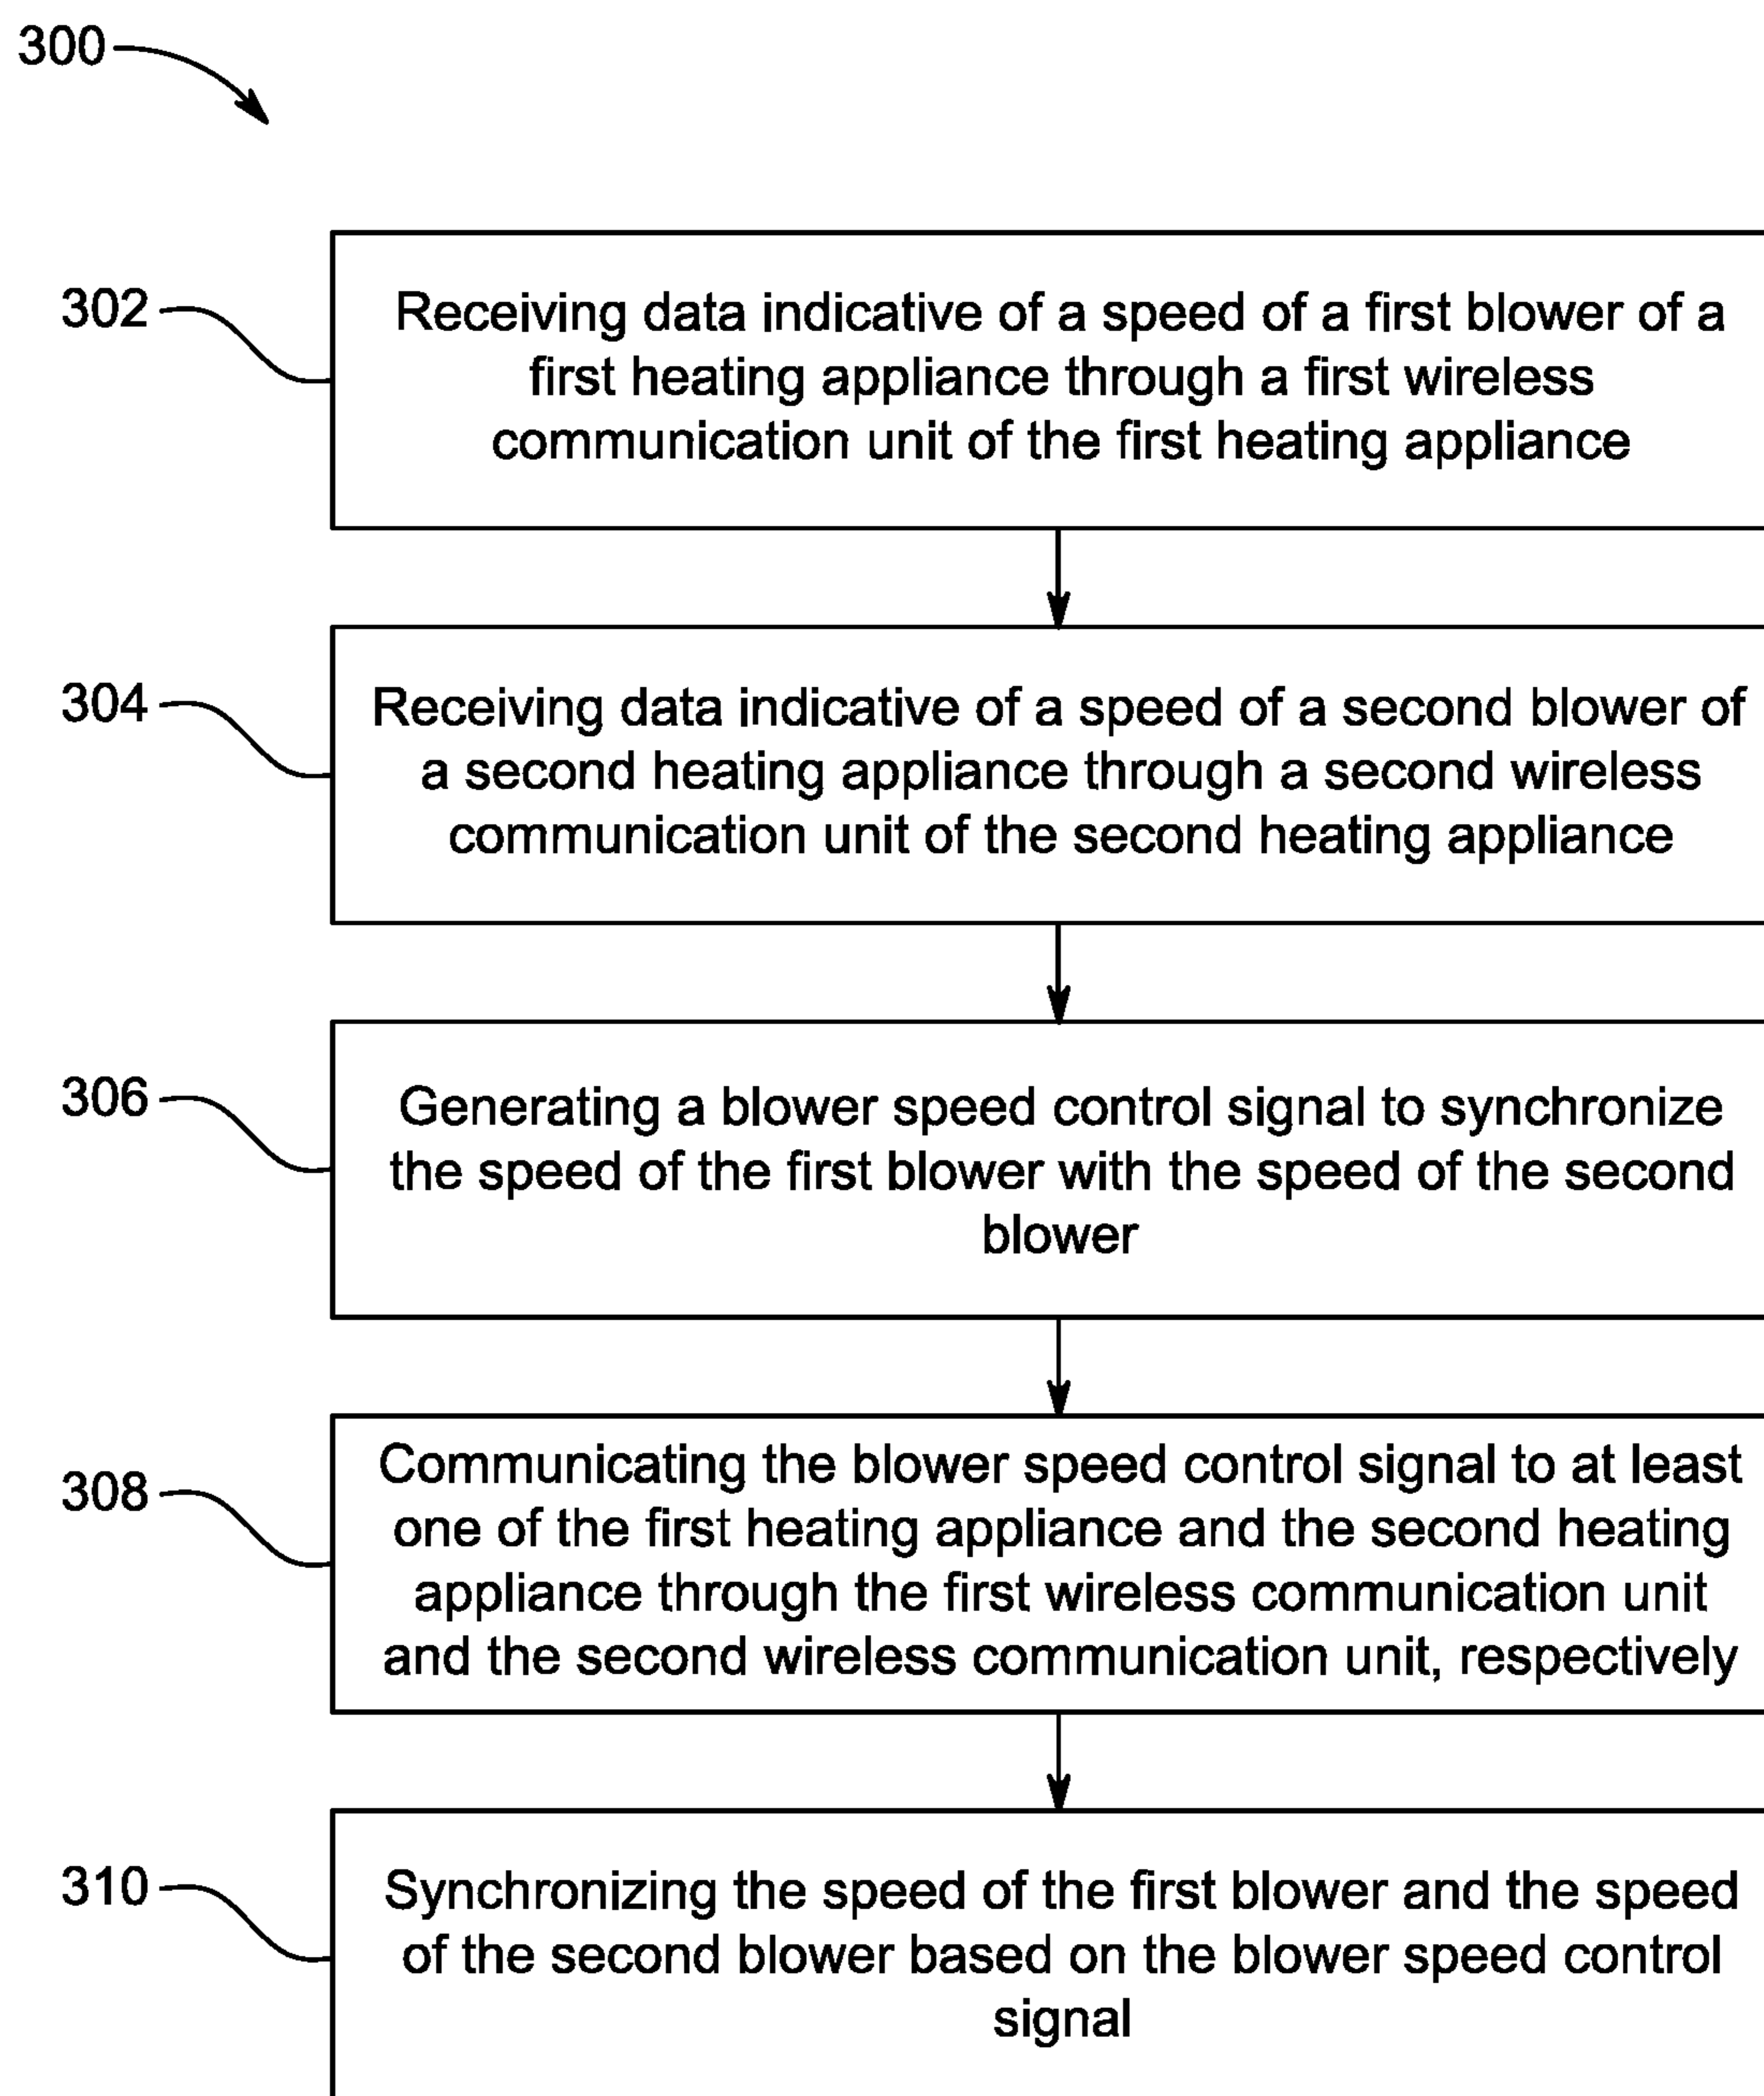 300
302
Receiving data indicative of a speed of a first blower of a
first heating appliance through a first wireless
communication unit of the first heating appliance
304
Receiving data indicative of a speed of a second blower of
a second heating appliance through a second wireless
communication unit of the second heating appliance
306
Generating a blower speed control signal to synchronize
the speed of the first blower with the speed of the second
blower
308
Communicating the blower speed control signal to at least
one of the first heating appliance and the second heating
appliance through the first wireless communication unit
and the second wireless communication unit, respectively
310
Synchronizing the speed of the first blower and the speed
of the second blower based on the blower speed control
signal